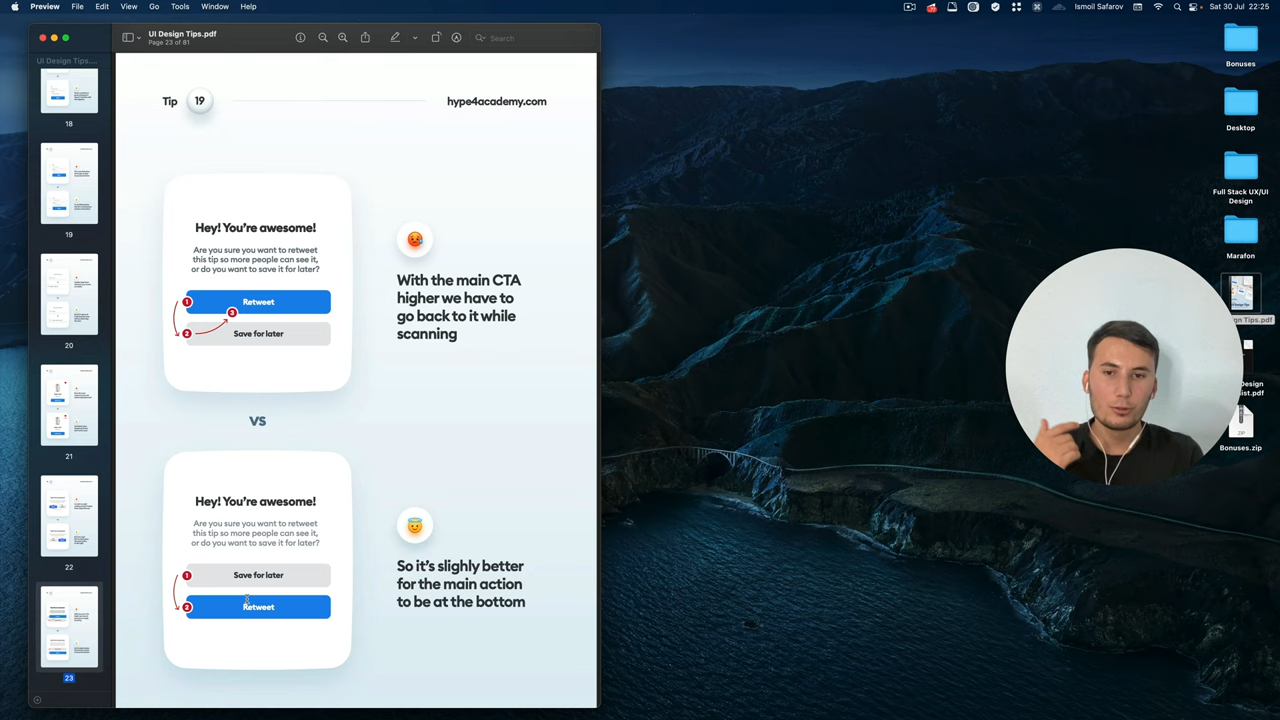 Preview File Edit View Go Tools Window Help
Ismoil Safarov Sat 30 Jul 22:25
UI Design Tips.pdf
Page 23 of 81
Search
UI Design Tips....
18
19
20
21
22
23
Tip 19 hype4academy.com
Hey! You're awesome!
Are you sure you want to retweet
this tip so more people can see it,
or do you want to save it for later?
1 Retweet
3
2 Save for later
With the main CTA
higher we have to
go back to it while
scanning
VS
Hey! You're awesome!
Are you sure you want to retweet
this tip so more people can see it,
or do you want to save it for later?
1 Save for later
2 Retweet
So it's slighly better
for the main action
to be at the bottom
Bonuses
Desktop
Full Stack UX/UI
Design
Marafon
Tips.pdf
Bonuses.zip